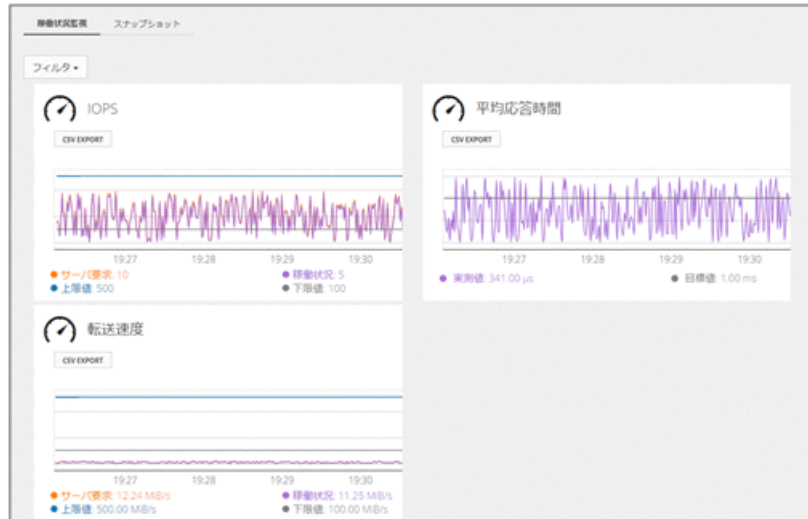 稼働状況監視 スナップショット
フィルタ
IOPS
CSV EXPORT
19:27 19:28 19:29 19:30
サーバ要求: 10 稼働状況: 5
上限値: 500 下限値: 100
平均応答時間
CSV EXPORT
19:27 19:28 19:29 19:30
実測値: 341.00 µs 目標値: 1.00 ms
転送速度
CSV EXPORT
19:27 19:28 19:29 19:30
サーバ要求: 12.24 MiB/s 稼働状況: 11.25 MiB/s
上限値: 500.00 MiB/s 下限値: 100.00 MiB/s